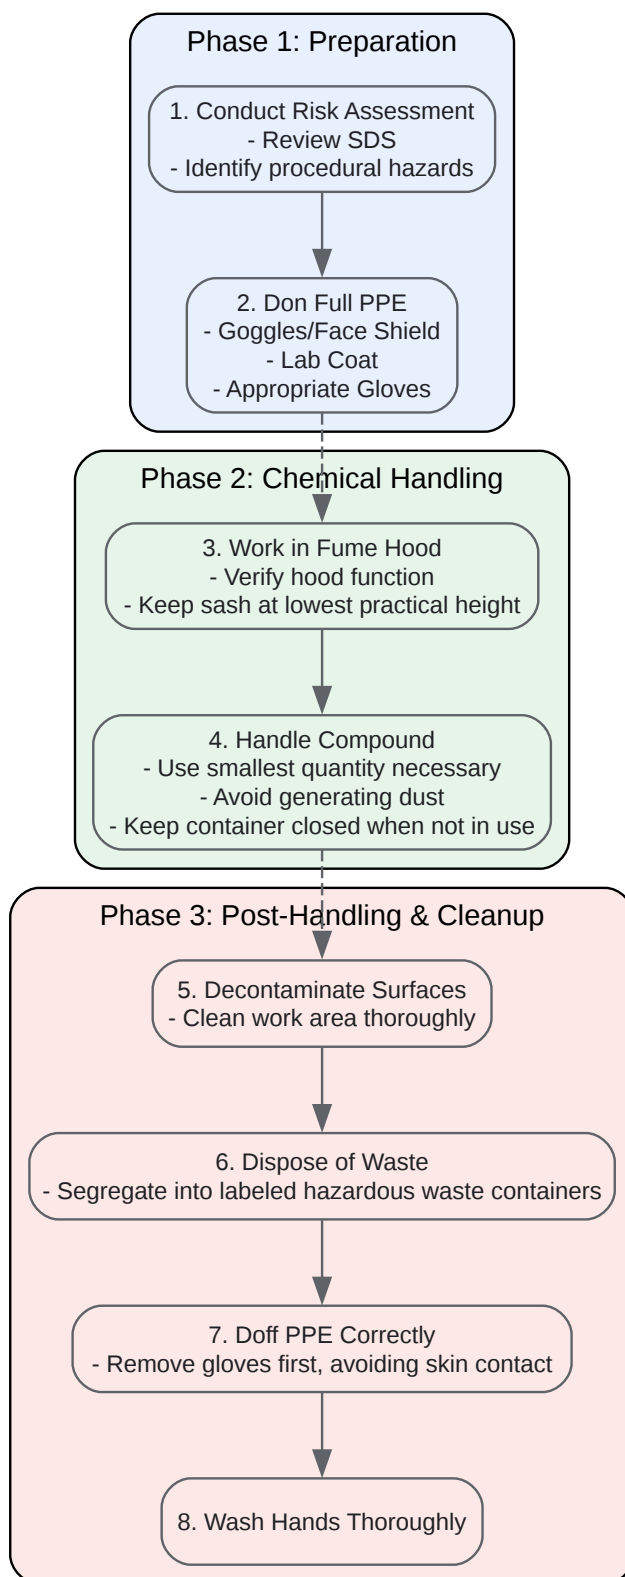 Phase 1: Preparation
1. Conduct Risk Assessment
- Review SDS
- Identify procedural hazards
2. Don Full PPE
- Goggles/Face Shield
- Lab Coat
- Appropriate Gloves
Phase 2: Chemical Handling
3. Work in Fume Hood
- Verify hood function
- Keep sash at lowest practical height
4. Handle Compound
- Use smallest quantity necessary
- Avoid generating dust
- Keep container closed when not in use
Phase 3: Post-Handling & Cleanup
5. Decontaminate Surfaces
- Clean work area thoroughly
6. Dispose of Waste
- Segregate into labeled hazardous waste containers
7. Doff PPE Correctly
- Remove gloves first, avoiding skin contact
8. Wash Hands Thoroughly